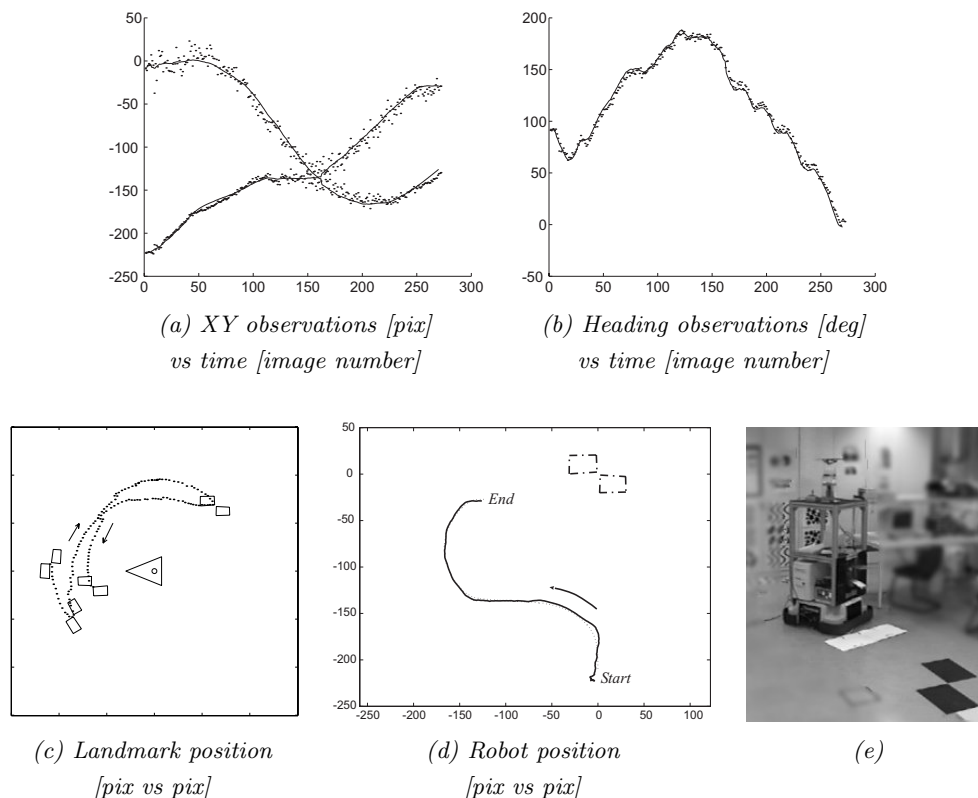 50
0
-50
-100
-150
-200
-250
0 50 100 150 200 250 300
200
150
100
50
0
-50
0 50 100 150 200 250 300
(a) XY observations [pix]
vs time [image number]
(b) Heading observations [deg]
vs time [image number]
50
0
-50
-100
-150
-200
-250
-250 -200 -150 -100 -50 0 50 100
End
Start
(c) Landmark position
[pix vs pix]
(d) Robot position
[pix vs pix]
(e)